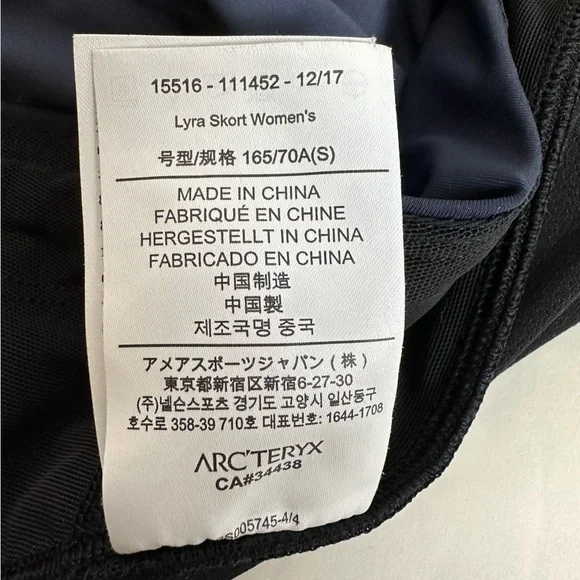 15516 - 111452 - 12/17
Lyra Skort Women's
号型/规格 165/70A(S)
MADE IN CHINA
FABRIQUÉ EN CHINE
HERGESTELLT IN CHINA
FABRICADO EN CHINA
中国制造
中国製
제조국명 중국
アメアスポーツジャパン（株）
東京都新宿区新宿6-27-30
(주)넬슨스포츠 경기도 고양시 일산동구
호수로 358-39 710호 대표번호: 1644-1708
ARC'TERYX
CA#34438
005745-4/4